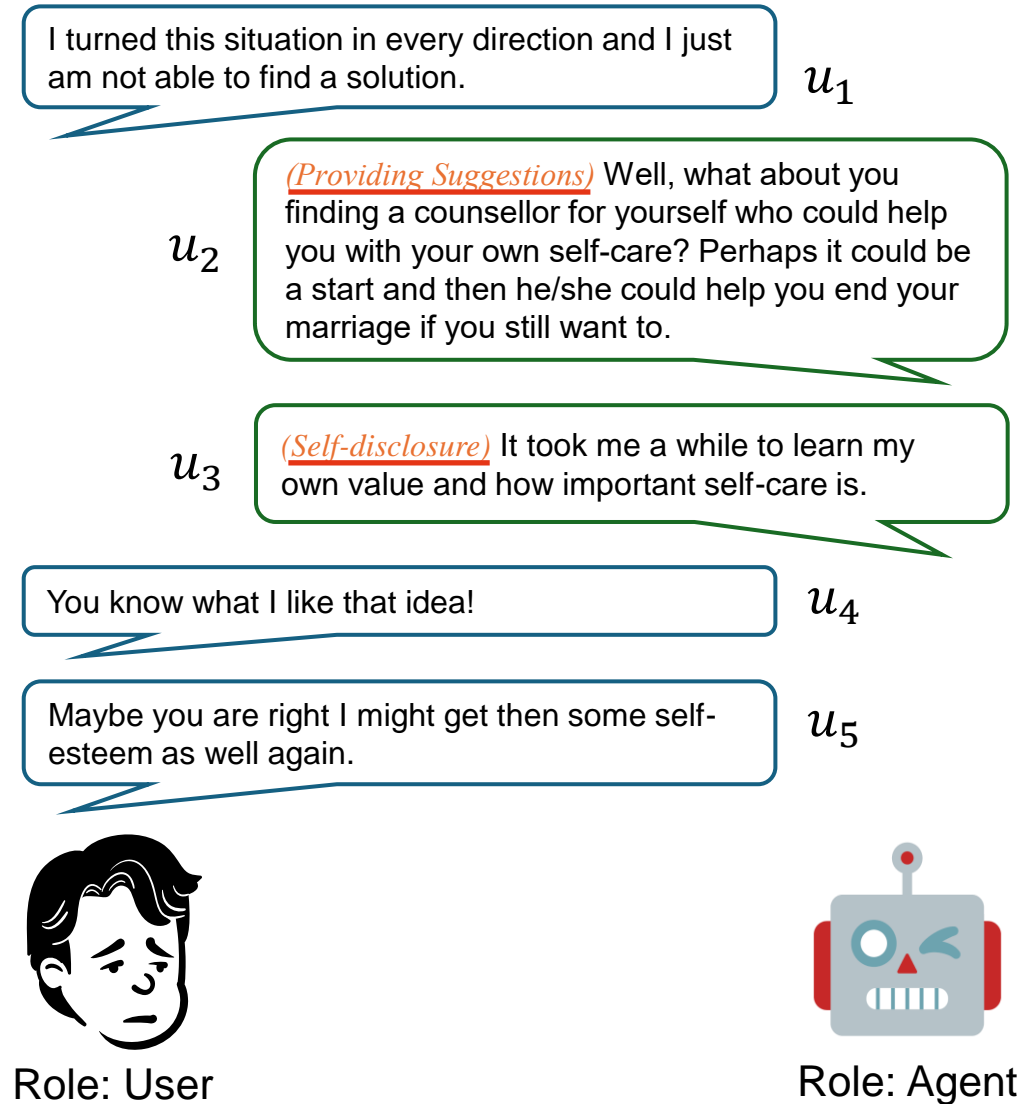 I turned this situation in every direction and I just
am not able to find a solution.
u₁
(Providing Suggestions) Well, what about you
finding a counsellor for yourself who could help
you with your own self-care? Perhaps it could be
a start and then he/she could help you end your
marriage if you still want to.
u₂
(Self-disclosure) It took me a while to learn my
own value and how important self-care is.
u₃
You know what I like that idea!
u₄
Maybe you are right I might get then some self-
esteem as well again.
u₅
Role: User
Role: Agent